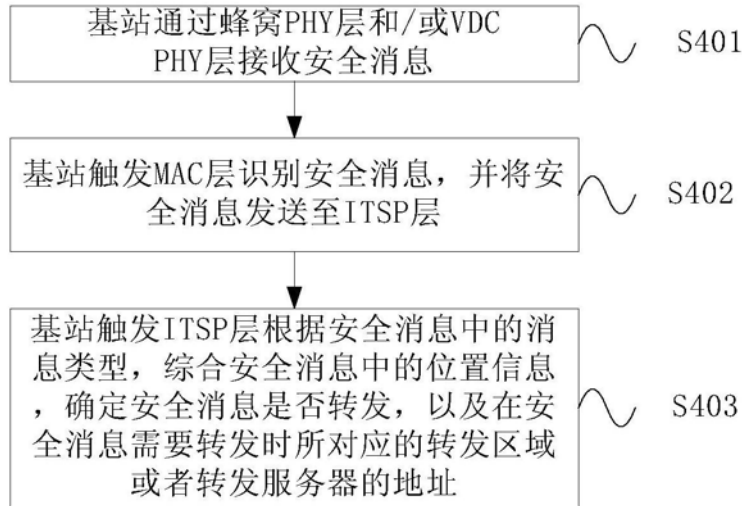 基站通过蜂窝PHY层和/或VDC
PHY层接收安全消息
S401
基站触发MAC层识别安全消息，并将安
全消息发送至ITSP层
S402
基站触发ITSP层根据安全消息中的消
息类型，综合安全消息中的位置信息
，确定安全消息是否转发，以及在安
全消息需要转发时所对应的转发区域
或者转发服务器的地址
S403